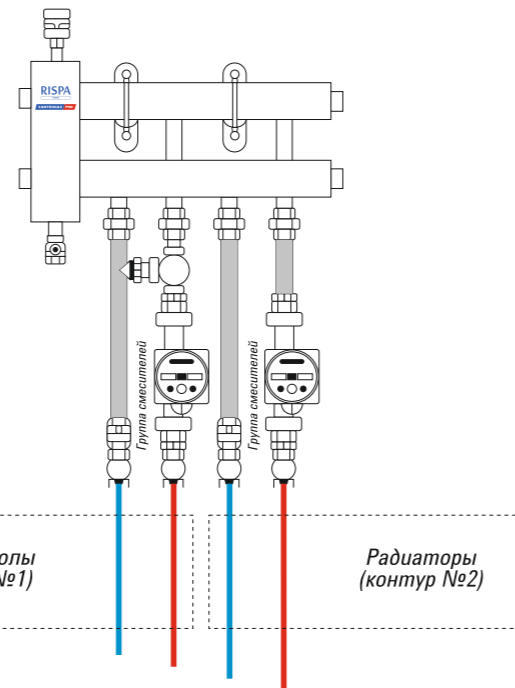 RISPA
Группа смесителей
Группа смесителей
олы
№1)
Радиаторы
(контур №2)